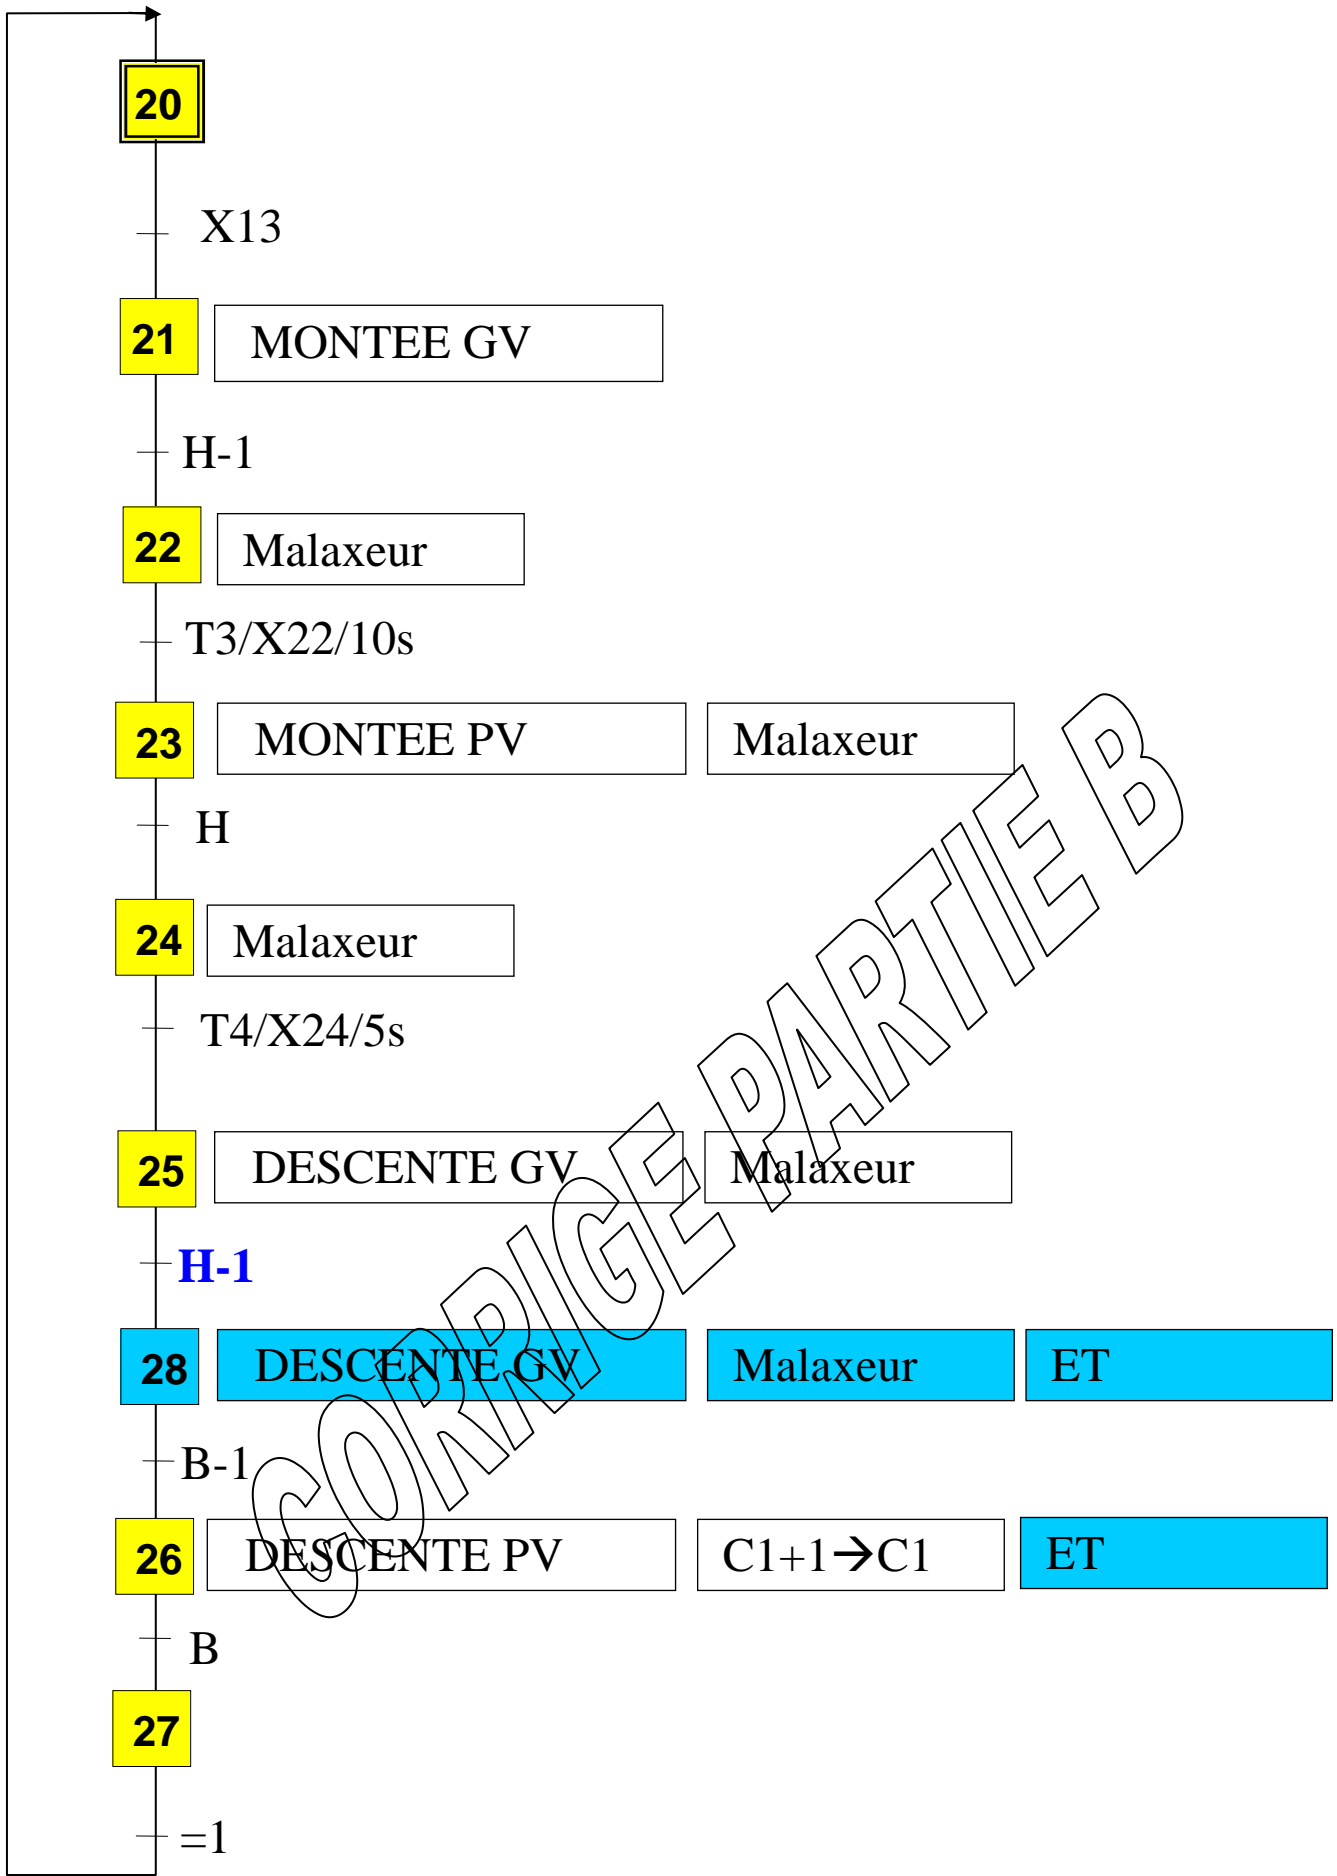 20
X13
21 MONTEE GV
H-1
22 Malaxeur
T3/X22/10s
23 MONTEE PV Malaxeur
H
24 Malaxeur
T4/X24/5s
25 DESCENTE GV Malaxeur
H-1
28 DESCENTE GV Malaxeur ET
B-1
26 DESCENTE PV C1+1→C1 ET
B
27
=1
CORRIGE PARTIE B